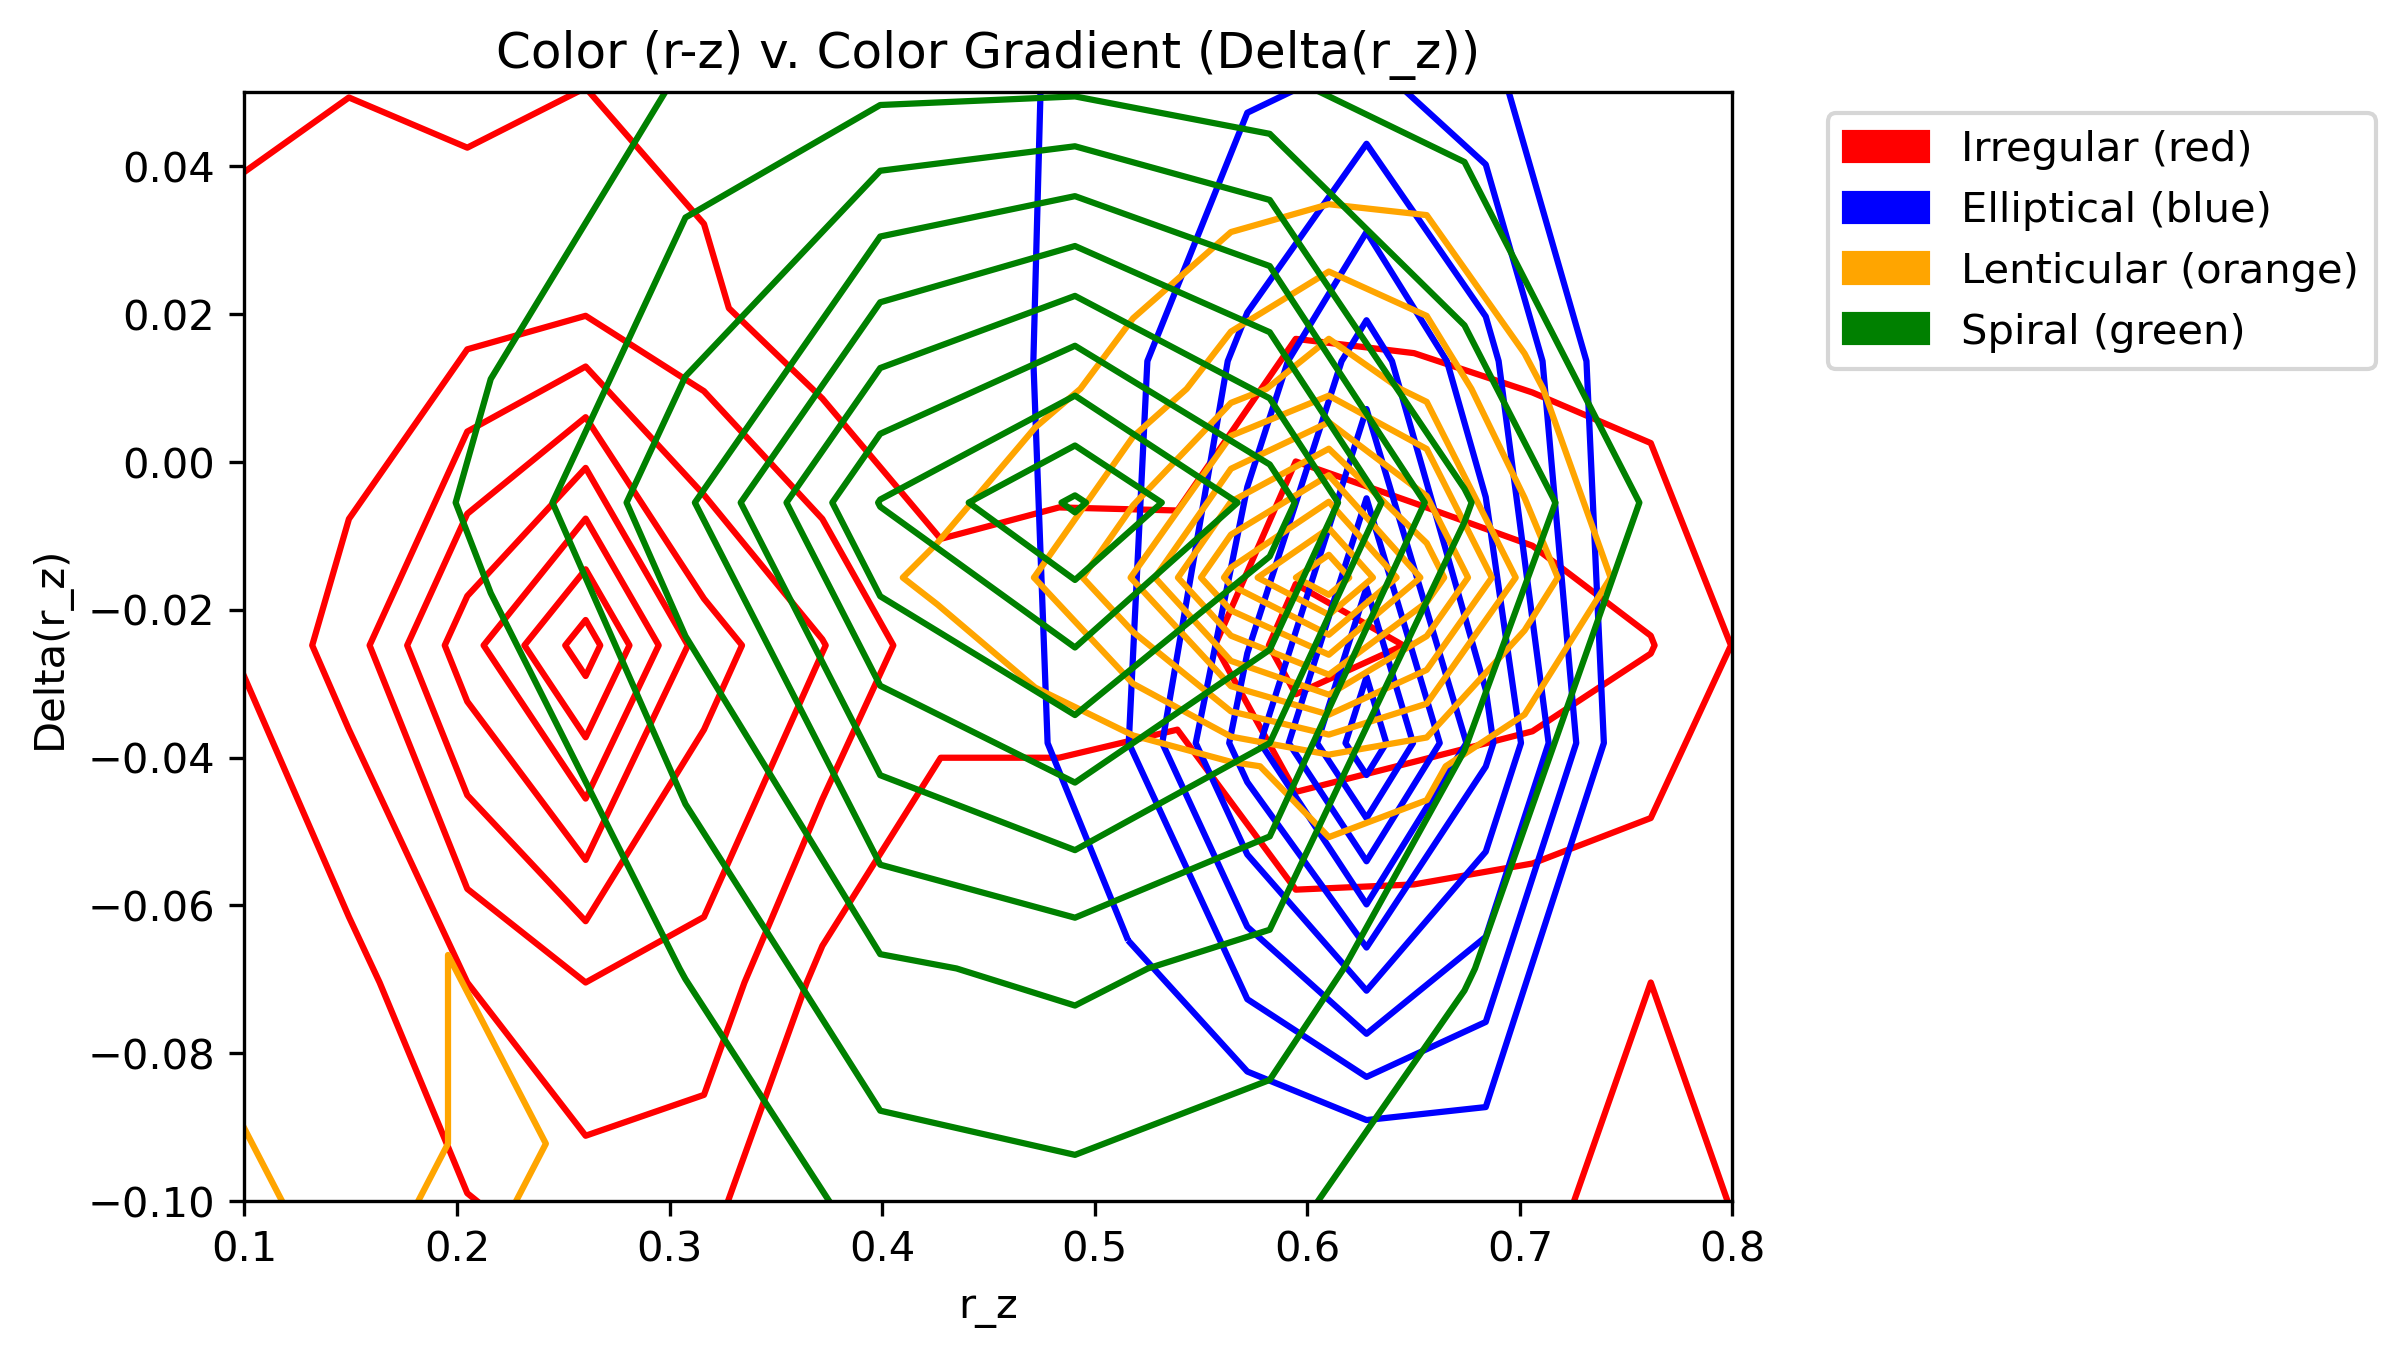 Color (r-z) v. Color Gradient (Delta(r_z))
Irregular (red)
Elliptical (blue)
Lenticular (orange)
Spiral (green)
Delta(r_z)
0.04
0.02
0.00
−0.02
−0.04
−0.06
−0.08
−0.10
0.1 0.2 0.3 0.4 0.5 0.6 0.7 0.8
r_z